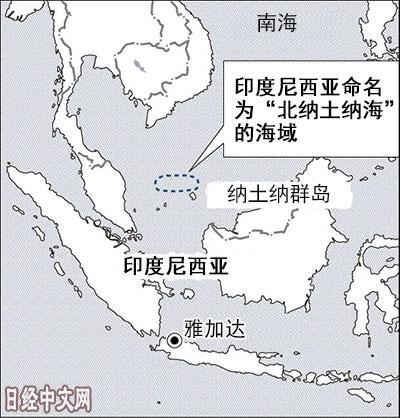 南海
印度尼西亚命名
为“北纳土纳海”
的海域
纳土纳群岛
印度尼西亚
雅加达
日经中文网